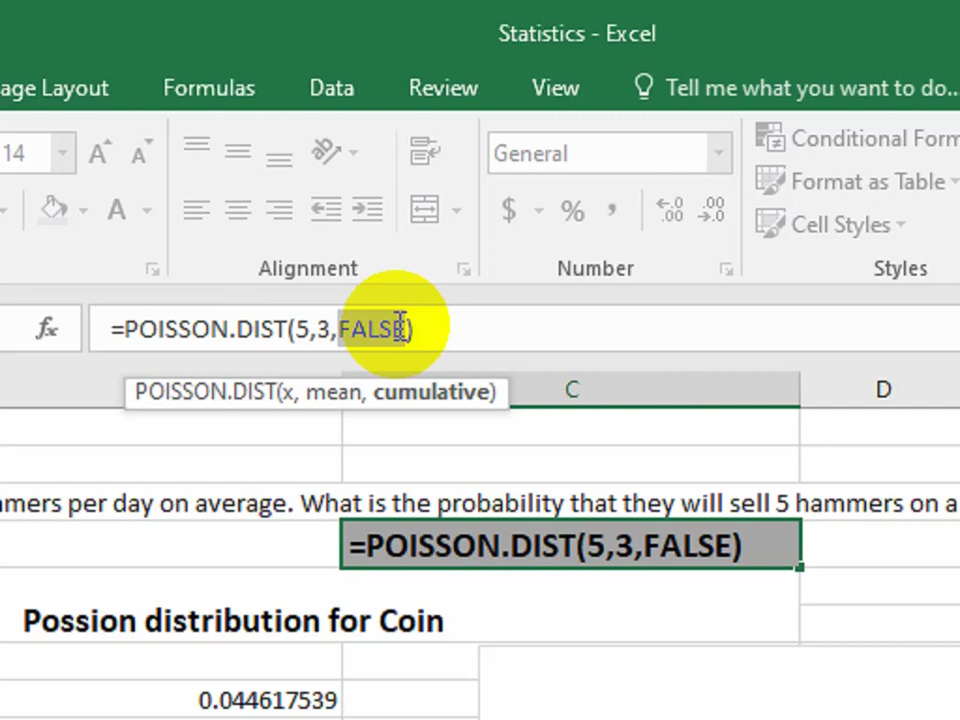 Statistics - Excel
age Layout Formulas Data Review View Tell me what you want to do...
14 A A General Conditional Form
A $ % , .00 .00 Format as Table
Cell Styles
Alignment Number Styles
fx =POISSON.DIST(5,3,FALSE)
POISSON.DIST(x, mean, cumulative) C D
mmers per day on average. What is the probability that they will sell 5 hammers on a
=POISSON.DIST(5,3,FALSE)
Possion distribution for Coin
0.044617539